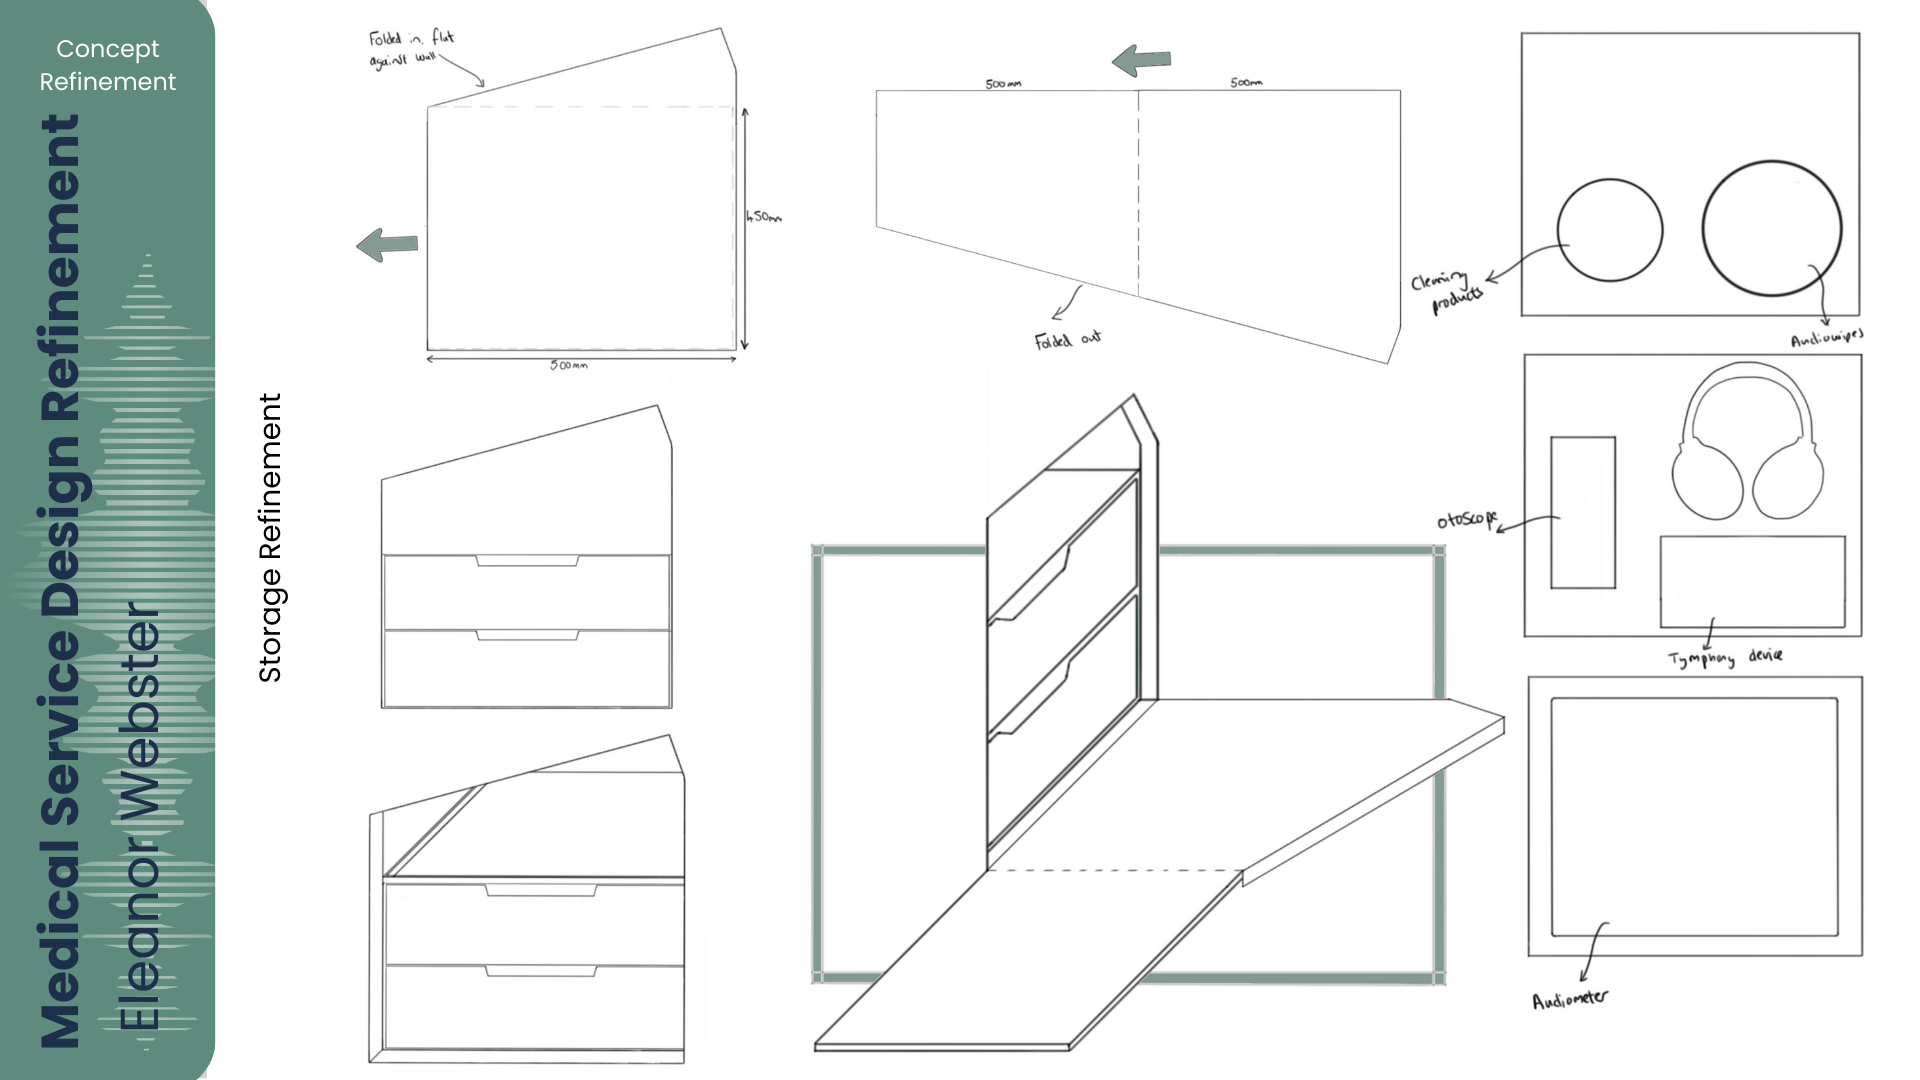 Concept
Refinement
Medical Service Design Refinement
Eleanor Webster
Storage Refinement
Folded in, flat
against wall
450mm
500mm
500mm
500mm
Folded out
Cleaning
products
Audiowipes
otoscope
Tymphany device
Audiometer